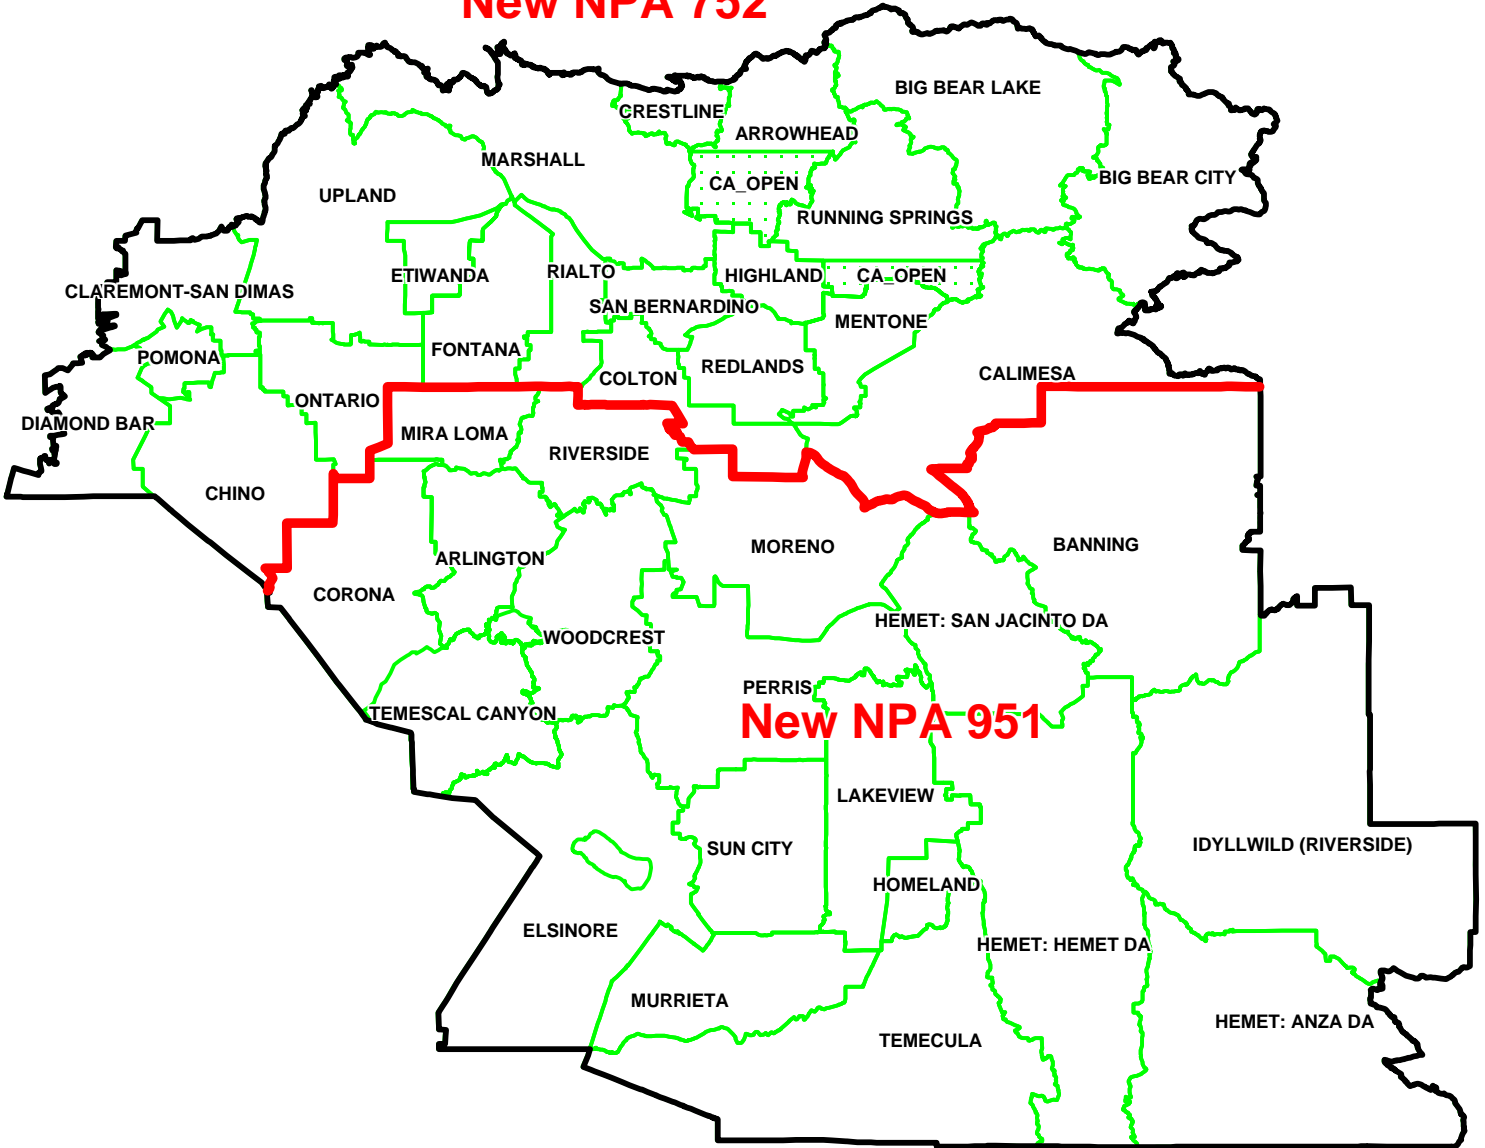 New NPA 752
BIG BEAR LAKE
CRESTLINE
ARROWHEAD
MARSHALL
BIG BEAR CITY
CA_OPEN
UPLAND
RUNNING SPRINGS
ETIWANDA
RIALTO
HIGHLAND
CA_OPEN
CLAREMONT-SAN DIMAS
SAN BERNARDINO
MENTONE
FONTANA
POMONA
REDLANDS
CALIMESA
COLTON
ONTARIO
DIAMOND BAR
MIRA LOMA
RIVERSIDE
CHINO
MORENO
BANNING
ARLINGTON
CORONA
HEMET: SAN JACINTO DA
WOODCREST
PERRIS
TEMESCAL CANYON
New NPA 951
LAKEVIEW
SUN CITY
IDYLLWILD (RIVERSIDE)
HOMELAND
ELSINORE
HEMET: HEMET DA
MURRIETA
HEMET: ANZA DA
TEMECULA